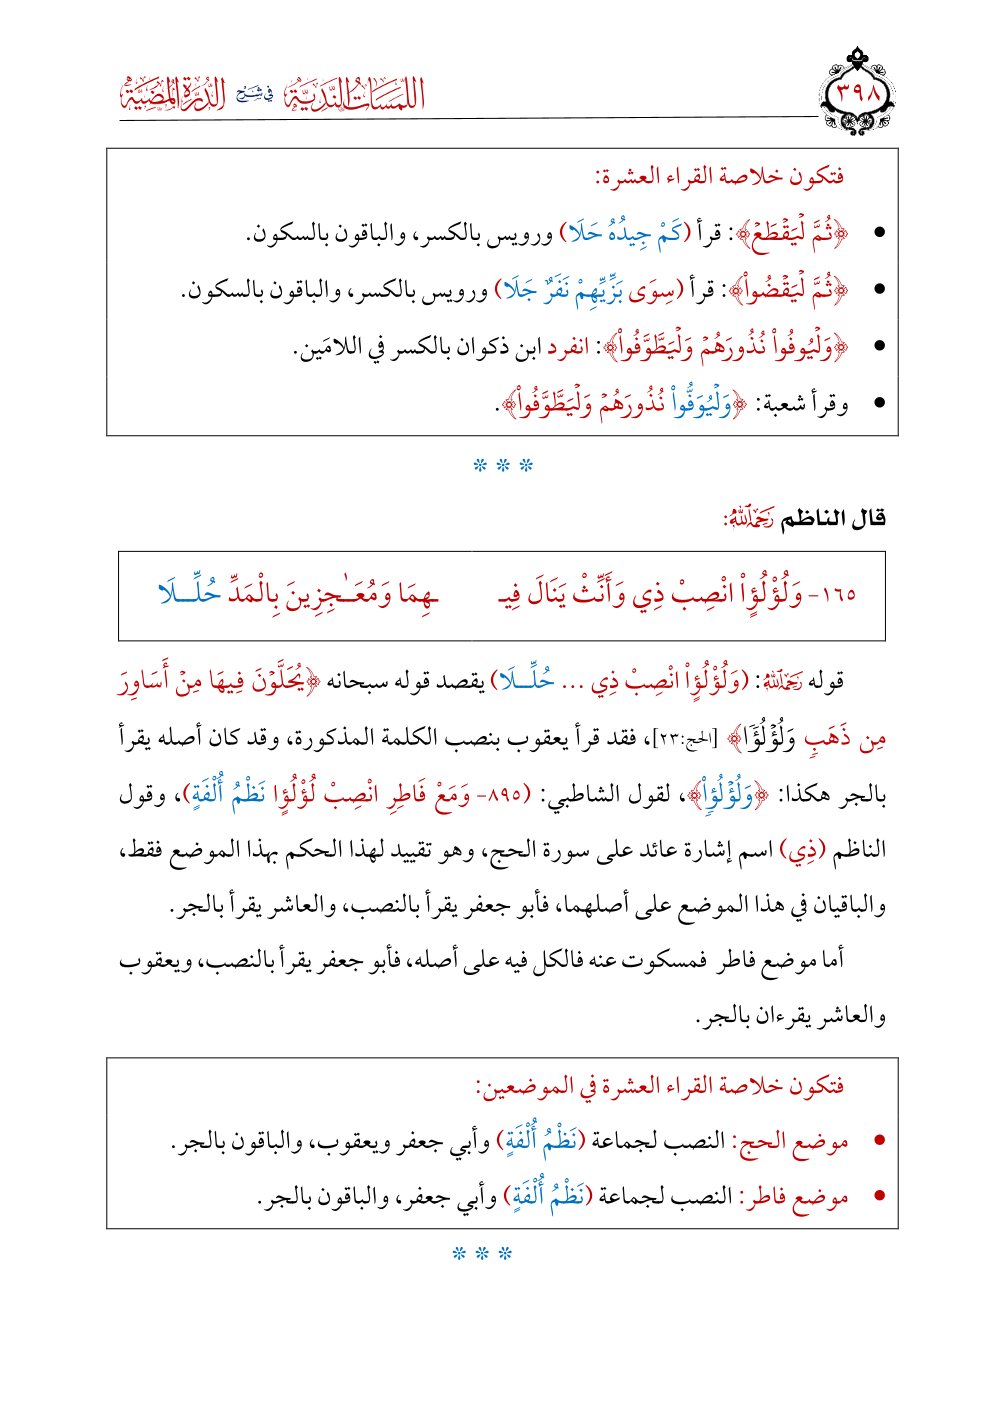 ٣٩٨
اللمسات الندية في شرح الدرة المضية
فتكون خلاصة القراء العشرة:
• ﴿ثُمَّ لْيَقْطَعْ﴾: قرأ (كَمْ جِيدُهُ حَلَا) ورويس بالكسر، والباقون بالسكون.
• ﴿ثُمَّ لْيَقْضُواْ﴾: قرأ (سِوَى بَزِّيِّهِمْ نَفَرٌ جَلَا) ورويس بالكسر، والباقون بالسكون.
• ﴿وَلْيُوفُواْ نُذُورَهُمْ وَلْيَطَّوَّفُواْ﴾: انفرد ابن ذكوان بالكسر في اللامَين.
• وقرأ شعبة: ﴿وَلْيُوَفُّواْ نُذُورَهُمْ وَلْيَطَّوَّفُواْ﴾.
* * *
قال الناظم رَحِمَهُ ٱللَّهُ:
١٦٥- وَلُؤْلُؤٍاْ انْصِبْ ذِي وَأَنِّثْ يَنَالَ فِيـ ـهِمَا وَمُعَـٰجِزِينَ بِالْمَدِّ حُلِّـلَا
قوله رَحِمَهُ ٱللَّهُ: (وَلُؤْلُؤٍاْ انْصِبْ ذِي ... حُلِّـلَا) يقصد قوله سبحانه ﴿يُحَلَّوْنَ فِيهَا مِنْ أَسَاوِرَ
مِن ذَهَبٖ وَلُؤْلُؤٗا﴾ [الحج:٢٣]، فقد قرأ يعقوب بنصب الكلمة المذكورة، وقد كان أصله يقرأ
بالجر هكذا: ﴿وَلُؤْلُؤٖاْ﴾، لقول الشاطبي: (٨٩٥- وَمَعْ فَاطِرِ انْصِبْ لُؤْلُؤًا نَظْمُ أُلْفَةٍ)، وقول
الناظم (ذِي) اسم إشارة عائد على سورة الحج، وهو تقييد لهذا الحكم بهذا الموضع فقط،
والباقيان في هذا الموضع على أصلهما، فأبو جعفر يقرأ بالنصب، والعاشر يقرأ بالجر.
أما موضع فاطر فمسكوت عنه فالكل فيه على أصله، فأبو جعفر يقرأ بالنصب، ويعقوب
والعاشر يقرءان بالجر.
فتكون خلاصة القراء العشرة في الموضعين:
• موضع الحج: النصب لجماعة (نَظْمُ أُلْفَةٍ) وأبي جعفر ويعقوب، والباقون بالجر.
• موضع فاطر: النصب لجماعة (نَظْمُ أُلْفَةٍ) وأبي جعفر، والباقون بالجر.
* * *